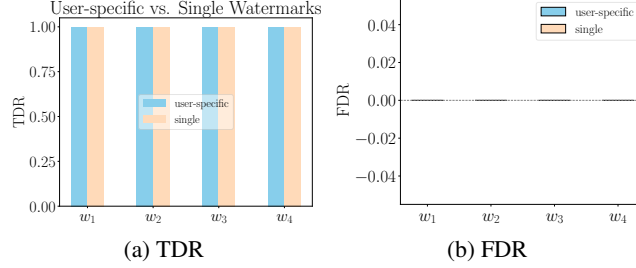 User-specific vs. Single Watermarks
TDR
1.00
0.75
0.50
0.25
0.00
user-specific
single
w1 w2 w3 w4
(a) TDR
FDR
0.04
0.02
0.00
−0.02
−0.04
user-specific
single
w1 w2 w3 w4
(b) FDR